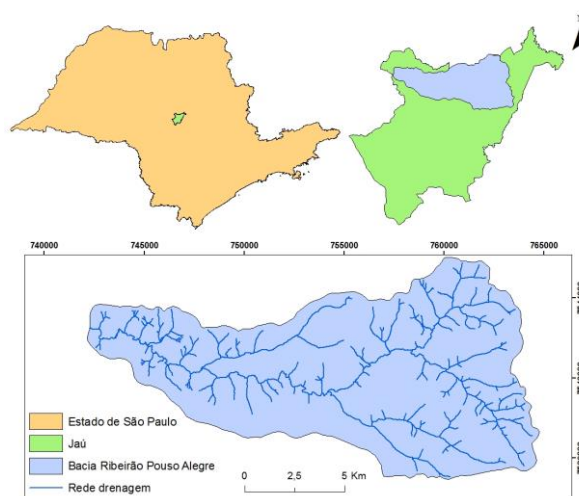 740000 745000 750000 755000 760000 765000
Estado de São Paulo
Jaú
Bacia Ribeirão Pouso Alegre
Rede drenagem
0 2,5 5 Km